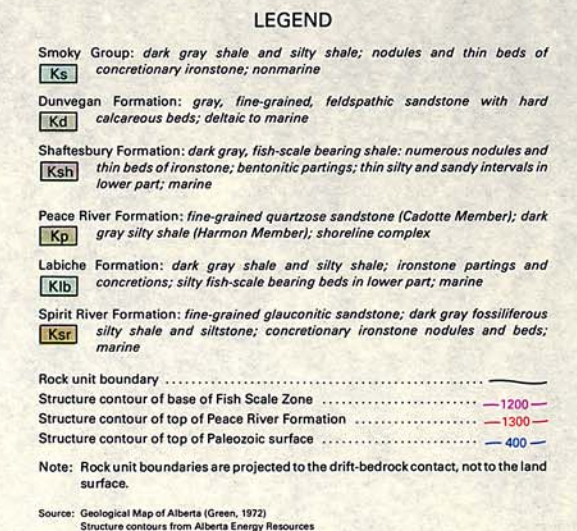 LEGEND
Smoky Group: dark gray shale and silty shale; nodules and thin beds of
Ks concretionary ironstone; nonmarine
Dunvegan Formation: gray, fine-grained, feldspathic sandstone with hard
Kd calcareous beds; deltaic to marine
Shaftesbury Formation: dark gray, fish-scale bearing shale: numerous nodules and
Ksh thin beds of ironstone; bentonitic partings; thin silty and sandy intervals in
lower part; marine
Peace River Formation: fine-grained quartzose sandstone (Cadotte Member); dark
Kp gray silty shale (Harmon Member); shoreline complex
Labiche Formation: dark gray shale and silty shale; ironstone partings and
Klb concretions; silty fish-scale bearing beds in lower part; marine
Spirit River Formation: fine-grained glauconitic sandstone; dark gray fossiliferous
Ksr silty shale and siltstone; concretionary ironstone nodules and beds;
marine
Rock unit boundary
Structure contour of base of Fish Scale Zone 1200
Structure contour of top of Peace River Formation 1300
Structure contour of top of Paleozoic surface 400
Note: Rock unit boundaries are projected to the drift-bedrock contact, not to the land
surface.
Source: Geological Map of Alberta (Green, 1972)
Structure contours from Alberta Energy Resources